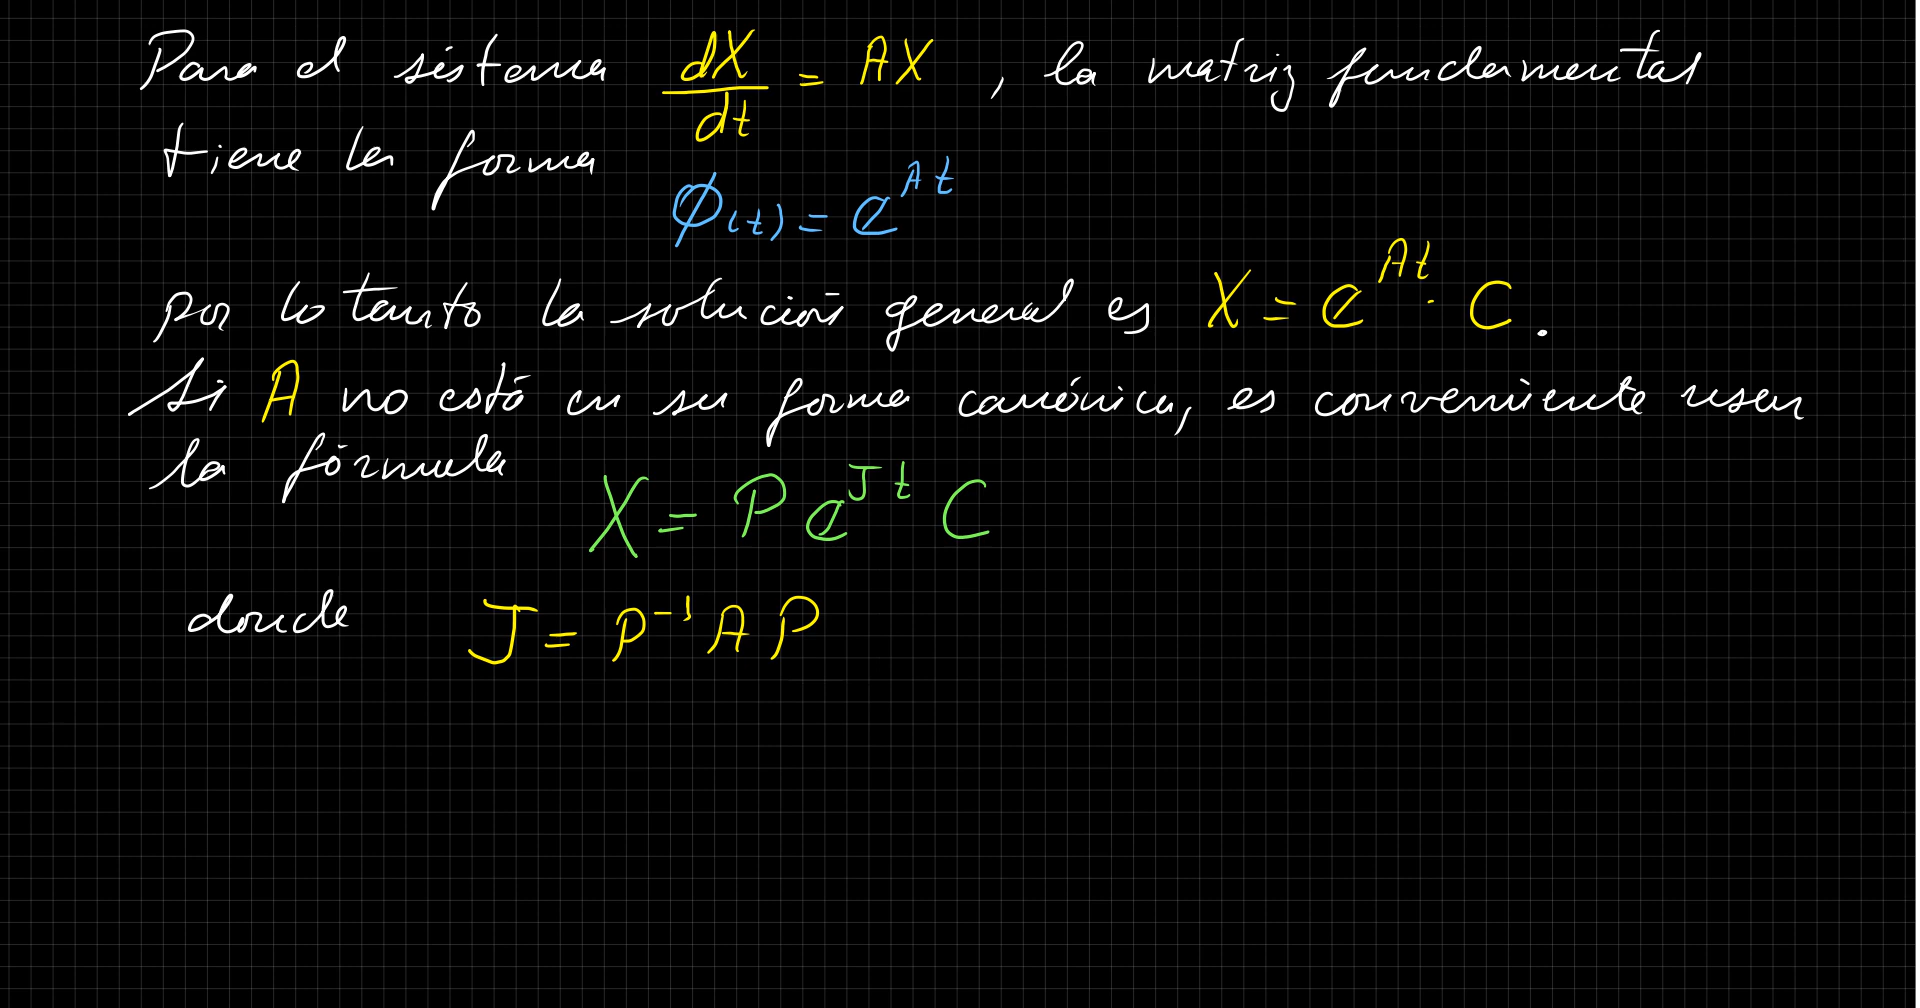 Para el sistema dX/dt = AX, la matriz fundamental
tiene la forma
Φ(t) = e^{At}
por lo tanto la solución general es X = e^{At} · C.
Si A no está en su forma canónica, es conveniente usar
la fórmula
X = P e^{Jt} C
donde J = P^{-1} A P